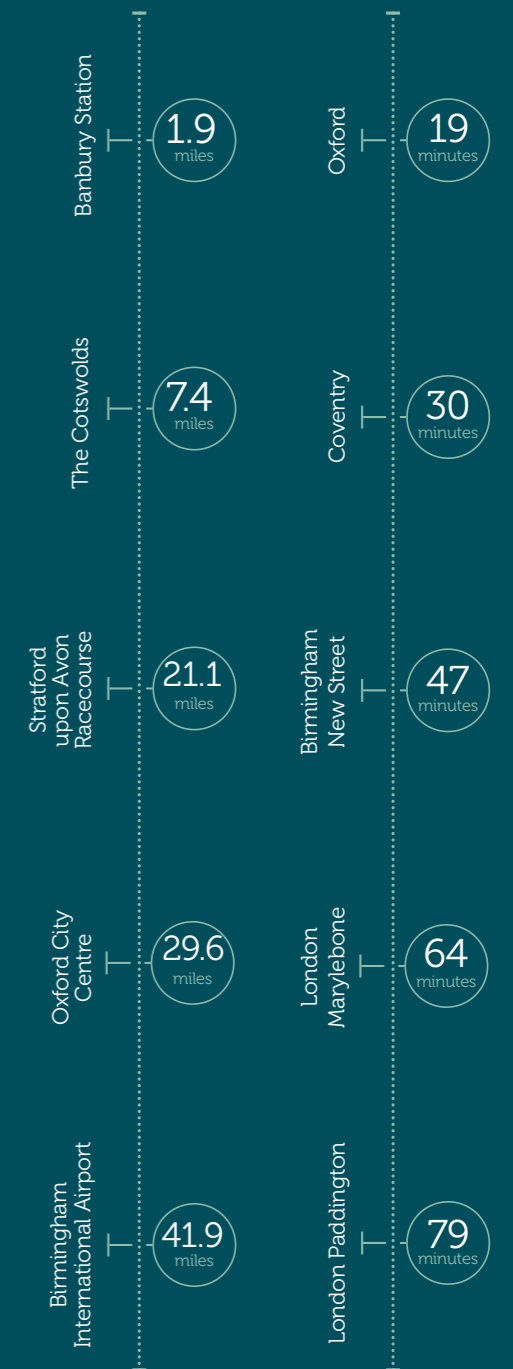 Banbury Station
1.9
miles
The Cotswolds
7.4
miles
Stratford
upon Avon
Racecourse
21.1
miles
Oxford City
Centre
29.6
miles
Birmingham
International Airport
41.9
miles
Oxford
19
minutes
Coventry
30
minutes
Birmingham
New Street
47
minutes
London
Marylebone
64
minutes
London Paddington
79
minutes